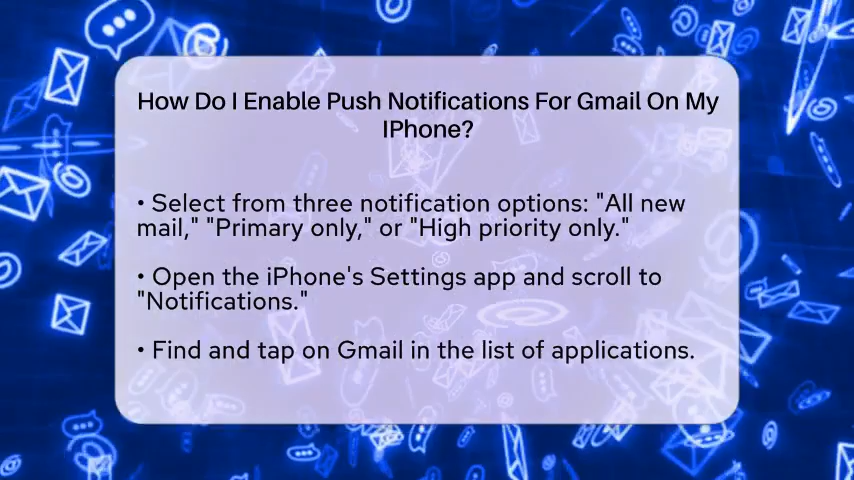 How Do I Enable Push Notifications For Gmail On My
IPhone?
• Select from three notification options: "All new
mail," "Primary only," or "High priority only."
• Open the iPhone's Settings app and scroll to
"Notifications."
• Find and tap on Gmail in the list of applications.